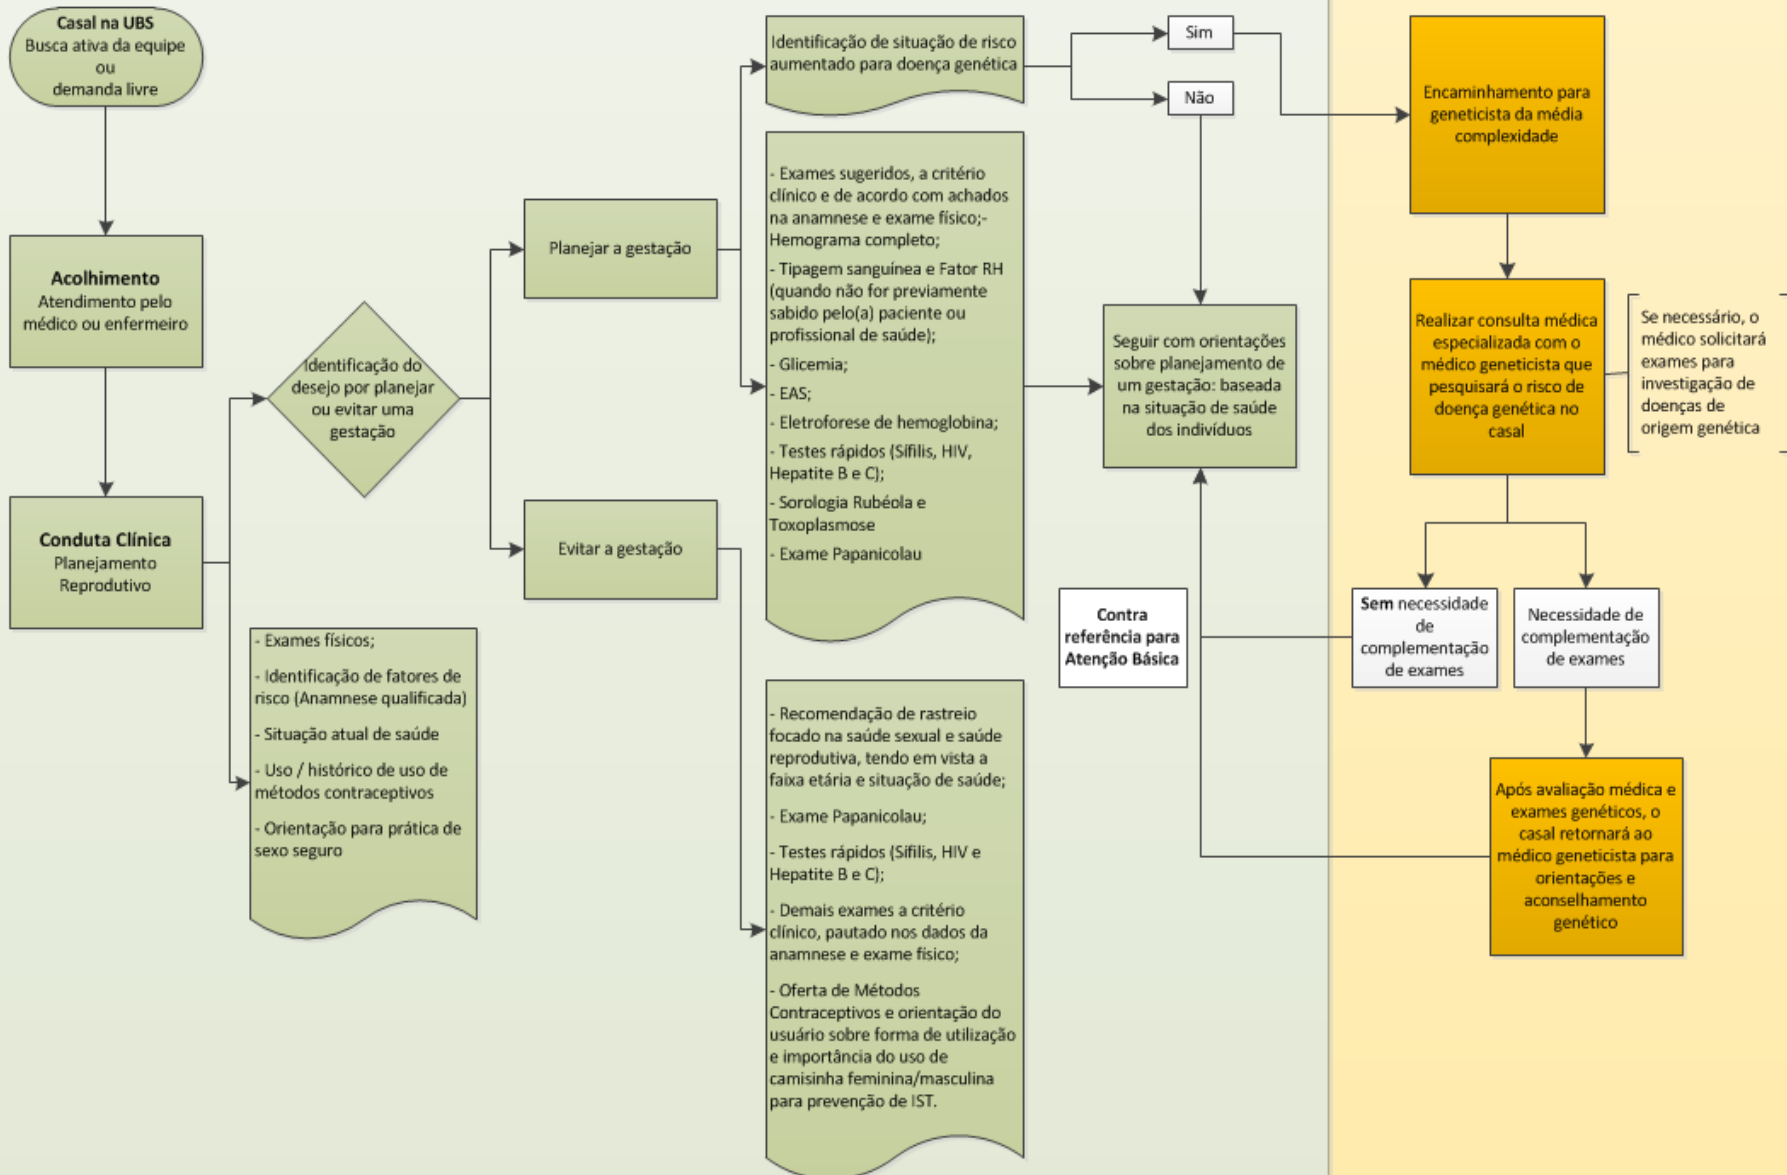 Casal na UBS
Busca ativa da equipe
ou
demanda livre
Acolhimento
Atendimento pelo
médico ou enfermeiro
Conduta Clínica
Planejamento
Reprodutivo
- Exames físicos;
- Identificação de fatores de
risco (Anamnese qualificada)
- Situação atual de saúde
- Uso / histórico de uso de
métodos contraceptivos
- Orientação para prática de
sexo seguro
Identificação do
desejo por planejar
ou evitar uma
gestação
Planejar a gestação
Evitar a gestação
Identificação de situação de risco
aumentado para doença genética
Sim
Não
- Exames sugeridos, a critério
clínico e de acordo com achados
na anamnese e exame físico;-
Hemograma completo;
- Tipagem sanguínea e Fator RH
(quando não for previamente
sabido pelo(a) paciente ou
profissional de saúde);
- Glicemia;
- EAS;
- Eletroforese de hemoglobina;
- Testes rápidos (Sífilis, HIV,
Hepatite B e C);
- Sorologia Rubéola e
Toxoplasmose
- Exame Papanicolau
- Recomendação de rastreio
focado na saúde sexual e saúde
reprodutiva, tendo em vista a
faixa etária e situação de saúde;
- Exame Papanicolau;
- Testes rápidos (Sífilis, HIV e
Hepatite B e C);
- Demais exames a critério
clínico, pautado nos dados da
anamnese e exame físico;
- Oferta de Métodos
Contraceptivos e orientação do
usuário sobre forma de utilização
e importância do uso de
camisinha feminina/masculina
para prevenção de IST.
Seguir com orientações
sobre planejamento de
um gestação: baseada
na situação de saúde
dos indivíduos
Contra
referência para
Atenção Básica
Encaminhamento para
geneticista da média
complexidade
Realizar consulta médica
especializada com o
médico geneticista que
pesquisará o risco de
doença genética no
casal
Se necessário, o
médico solicitará
exames para
investigação de
doenças de
origem genética
Sem necessidade
de
complementação
de exames
Necessidade de
complementação
de exames
Após avaliação médica e
exames genéticos, o
casal retornará ao
médico geneticista para
orientações e
aconselhamento
genético